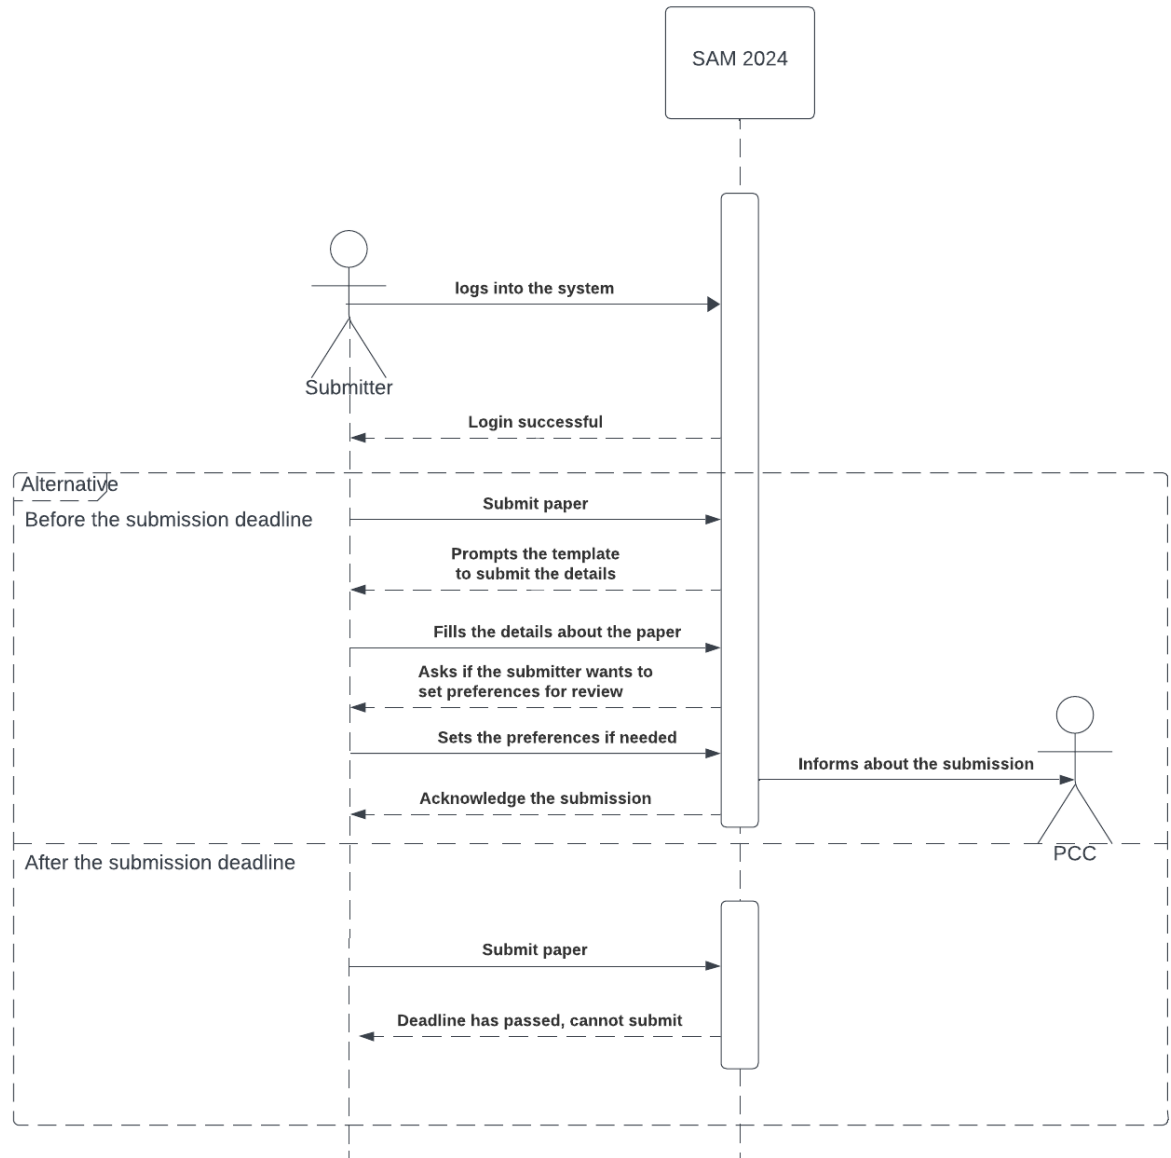 SAM 2024
logs into the system
Submitter
Login successful
Alternative
Before the submission deadline
Submit paper
Prompts the template
to submit the details
Fills the details about the paper
Asks if the submitter wants to
set preferences for review
Sets the preferences if needed
Informs about the submission
Acknowledge the submission
PCC
After the submission deadline
Submit paper
Deadline has passed, cannot submit